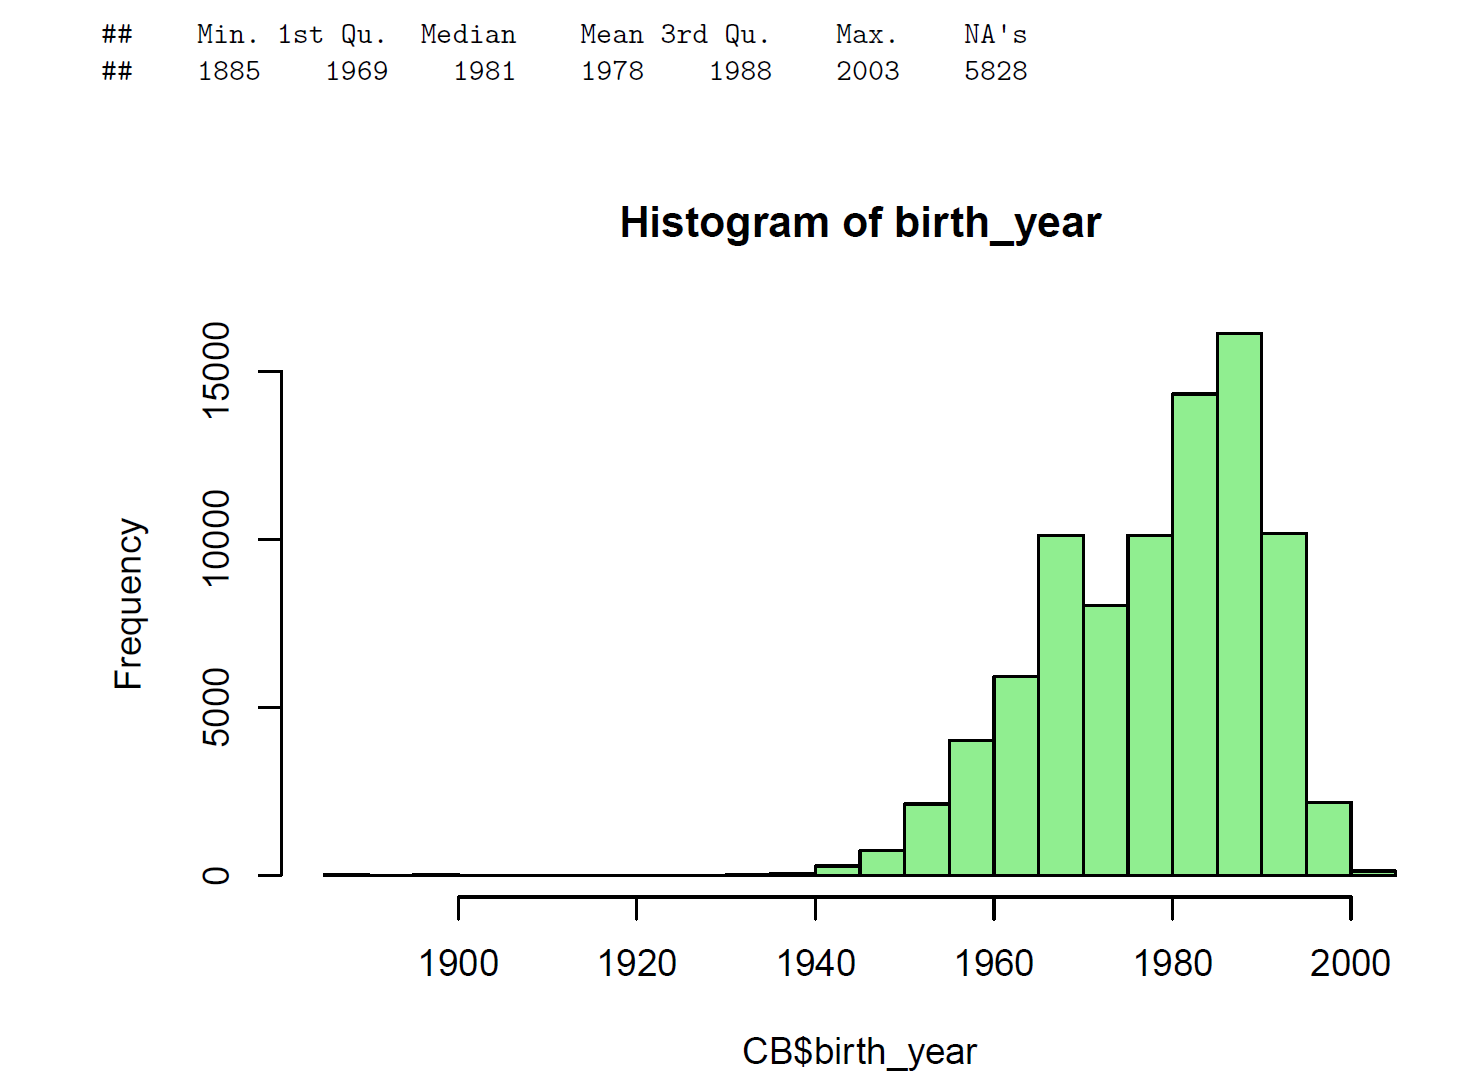 ## Min. 1st Qu. Median Mean 3rd Qu. Max. NA's
## 1885 1969 1981 1978 1988 2003 5828
Histogram of birth_year
15000
10000
5000
0
Frequency
1900 1920 1940 1960 1980 2000
CB$birth_year